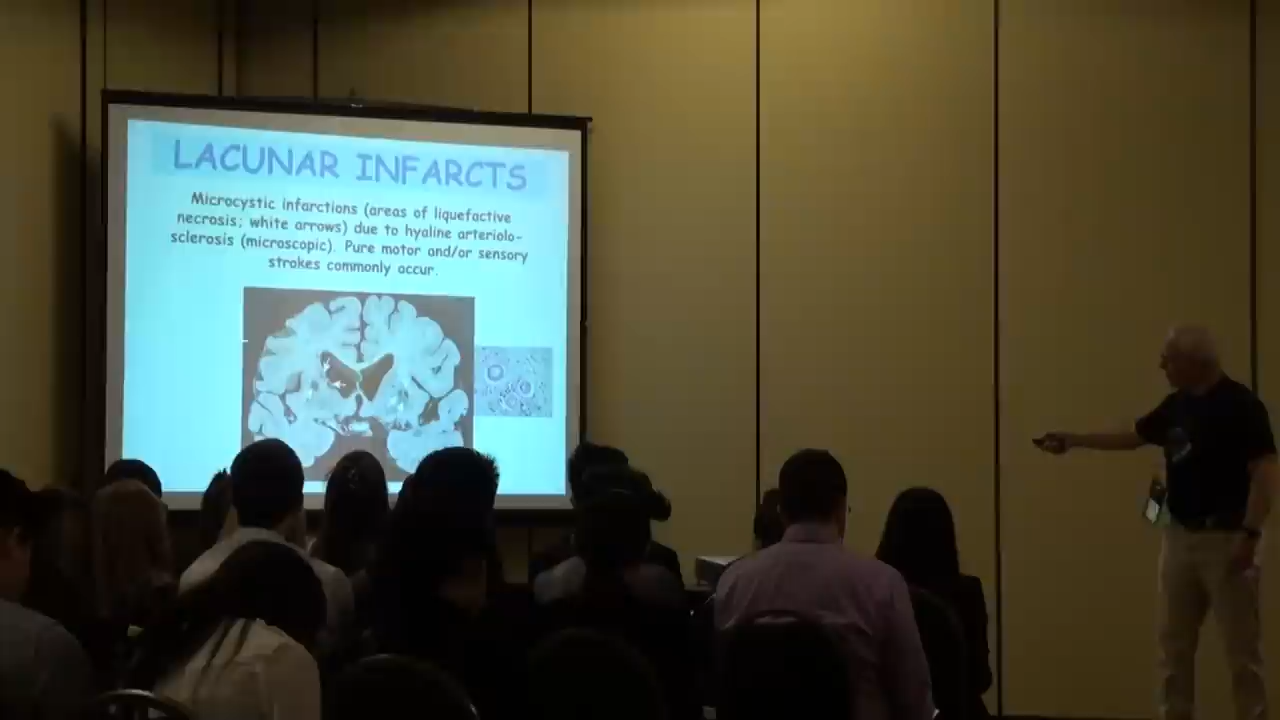 LACUNAR INFARCTS
Microcystic infarctions (areas of liquefactive
necrosis; white arrows) due to hyaline arteriolo-
sclerosis (microscopic). Pure motor and/or sensory
strokes commonly occur.